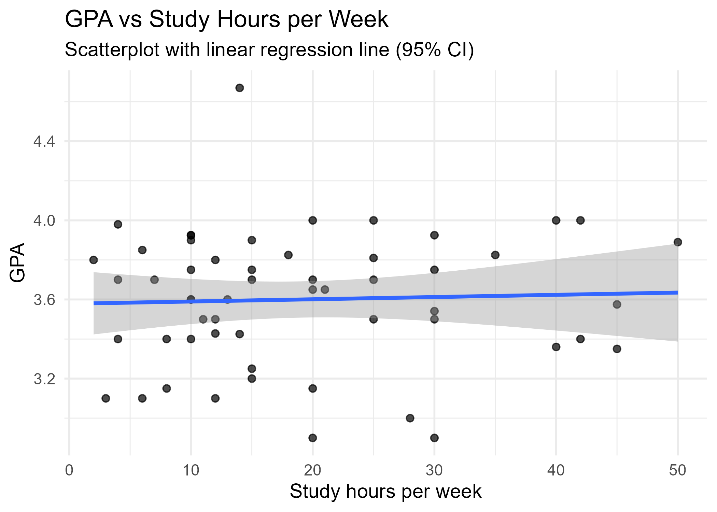 GPA vs Study Hours per Week
Scatterplot with linear regression line (95% CI)
4.4
4.0
3.6
3.2
GPA
0 10 20 30 40 50
Study hours per week